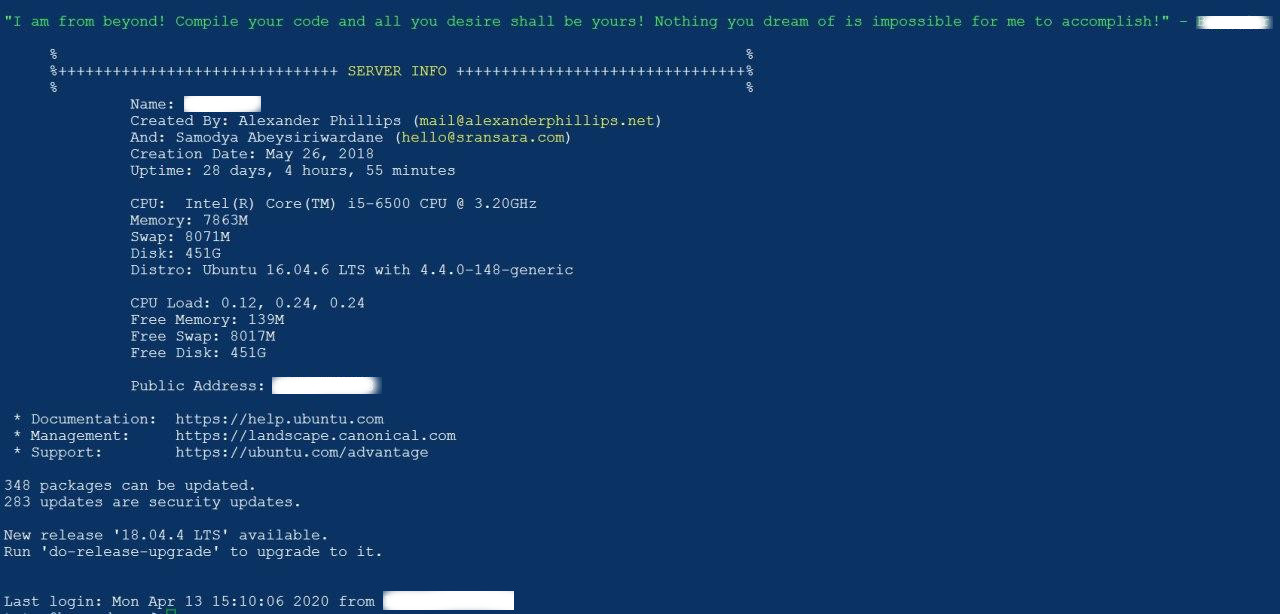 "I am from beyond! Compile your code and all you desire shall be yours! Nothing you dream of is impossible for me to accomplish!" -
% %
%+++++++++++++++++++++++++++++++ SERVER INFO ++++++++++++++++++++++++++++++++%
% %
Name:
Created By: Alexander Phillips (mail@alexanderphillips.net)
And: Samodya Abeysiriwardane (hello@sransara.com)
Creation Date: May 26, 2018
Uptime: 28 days, 4 hours, 55 minutes
CPU: Intel(R) Core(TM) i5-6500 CPU @ 3.20GHz
Memory: 7863M
Swap: 8071M
Disk: 451G
Distro: Ubuntu 16.04.6 LTS with 4.4.0-148-generic
CPU Load: 0.12, 0.24, 0.24
Free Memory: 139M
Free Swap: 8017M
Free Disk: 451G
Public Address:
* Documentation: https://help.ubuntu.com
* Management: https://landscape.canonical.com
* Support: https://ubuntu.com/advantage
348 packages can be updated.
283 updates are security updates.
New release '18.04.4 LTS' available.
Run 'do-release-upgrade' to upgrade to it.
Last login: Mon Apr 13 15:10:06 2020 from